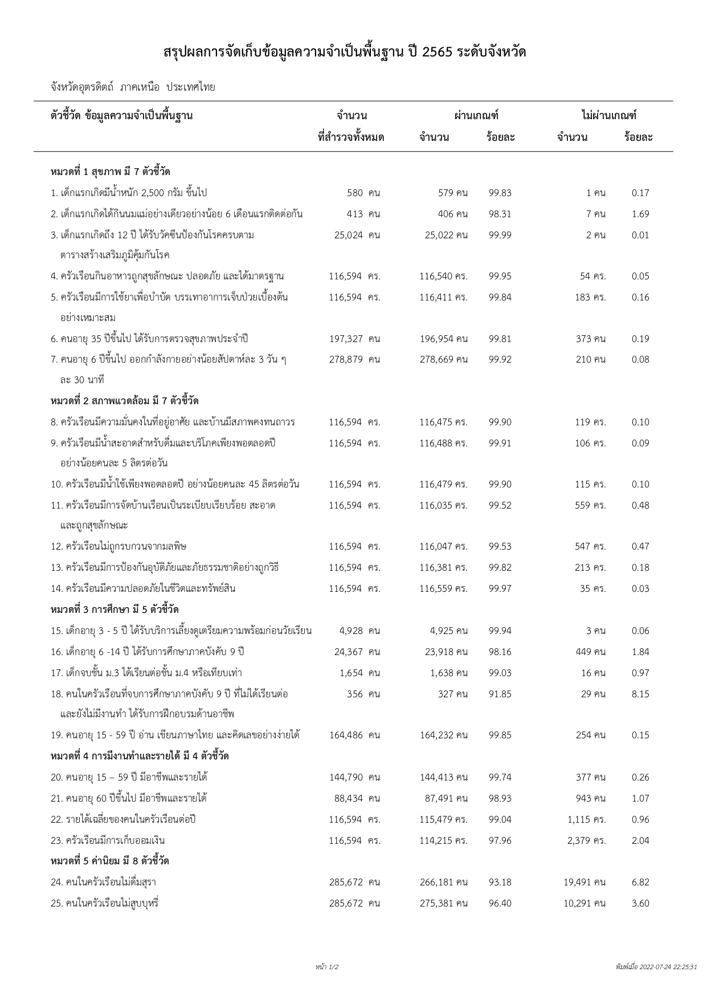 สรุปผลการจัดเก็บข้อมูลความจำเป็นพื้นฐาน ปี 2565 ระดับจังหวัด
จังหวัดอุตรดิตถ์ ภาคเหนือ ประเทศไทย
ตัวชี้วัด ข้อมูลความจำเป็นพื้นฐาน จำนวน ผ่านเกณฑ์ ไม่ผ่านเกณฑ์
ที่สำรวจทั้งหมด จำนวน ร้อยละ จำนวน ร้อยละ
หมวดที่ 1 สุขภาพ มี 7 ตัวชี้วัด
1. เด็กแรกเกิดมีน้ำหนัก 2,500 กรัม ขึ้นไป 580 คน 579 คน 99.83 1 คน 0.17
2. เด็กแรกเกิดได้กินนมแม่อย่างเดียวอย่างน้อย 6 เดือนแรกติดต่อกัน 413 คน 406 คน 98.31 7 คน 1.69
3. เด็กแรกเกิดถึง 12 ปี ได้รับวัคซีนป้องกันโรคครบตาม 25,024 คน 25,022 คน 99.99 2 คน 0.01
ตารางสร้างเสริมภูมิคุ้มกันโรค
4. ครัวเรือนกินอาหารถูกสุขลักษณะ ปลอดภัย และได้มาตรฐาน 116,594 คร. 116,540 คร. 99.95 54 คร. 0.05
5. ครัวเรือนมีการใช้ยาเพื่อบำบัด บรรเทาอาการเจ็บป่วยเบื้องต้น 116,594 คร. 116,411 คร. 99.84 183 คร. 0.16
อย่างเหมาะสม
6. คนอายุ 35 ปีขึ้นไป ได้รับการตรวจสุขภาพประจำปี 197,327 คน 196,954 คน 99.81 373 คน 0.19
7. คนอายุ 6 ปีขึ้นไป ออกกำลังกายอย่างน้อยสัปดาห์ละ 3 วัน ๆ 278,879 คน 278,669 คน 99.92 210 คน 0.08
ละ 30 นาที
หมวดที่ 2 สภาพแวดล้อม มี 7 ตัวชี้วัด
8. ครัวเรือนมีความมั่นคงในที่อยู่อาศัย และบ้านมีสภาพคงทนถาวร 116,594 คร. 116,475 คร. 99.90 119 คร. 0.10
9. ครัวเรือนมีน้ำสะอาดสำหรับดื่มและบริโภคเพียงพอตลอดปี 116,594 คร. 116,488 คร. 99.91 106 คร. 0.09
อย่างน้อยคนละ 5 ลิตรต่อวัน
10. ครัวเรือนมีน้ำใช้เพียงพอตลอดปี อย่างน้อยคนละ 45 ลิตรต่อวัน 116,594 คร. 116,479 คร. 99.90 115 คร. 0.10
11. ครัวเรือนมีการจัดบ้านเรือนเป็นระเบียบเรียบร้อย สะอาด 116,594 คร. 116,035 คร. 99.52 559 คร. 0.48
และถูกสุขลักษณะ
12. ครัวเรือนไม่ถูกรบกวนจากมลพิษ 116,594 คร. 116,047 คร. 99.53 547 คร. 0.47
13. ครัวเรือนมีการป้องกันอุบัติภัยและภัยธรรมชาติอย่างถูกวิธี 116,594 คร. 116,381 คร. 99.82 213 คร. 0.18
14. ครัวเรือนมีความปลอดภัยในชีวิตและทรัพย์สิน 116,594 คร. 116,559 คร. 99.97 35 คร. 0.03
หมวดที่ 3 การศึกษา มี 5 ตัวชี้วัด
15. เด็กอายุ 3 - 5 ปี ได้รับบริการเลี้ยงดูเตรียมความพร้อมก่อนวัยเรียน 4,928 คน 4,925 คน 99.94 3 คน 0.06
16. เด็กอายุ 6 -14 ปี ได้รับการศึกษาภาคบังคับ 9 ปี 24,367 คน 23,918 คน 98.16 449 คน 1.84
17. เด็กจบชั้น ม.3 ได้เรียนต่อชั้น ม.4 หรือเทียบเท่า 1,654 คน 1,638 คน 99.03 16 คน 0.97
18. คนในครัวเรือนที่จบการศึกษาภาคบังคับ 9 ปี ที่ไม่ได้เรียนต่อ 356 คน 327 คน 91.85 29 คน 8.15
และยังไม่มีงานทำ ได้รับการฝึกอบรมด้านอาชีพ
19. คนอายุ 15 - 59 ปี อ่าน เขียนภาษาไทย และคิดเลขอย่างง่ายได้ 164,486 คน 164,232 คน 99.85 254 คน 0.15
หมวดที่ 4 การมีงานทำและรายได้ มี 4 ตัวชี้วัด
20. คนอายุ 15 – 59 ปี มีอาชีพและรายได้ 144,790 คน 144,413 คน 99.74 377 คน 0.26
21. คนอายุ 60 ปีขึ้นไป มีอาชีพและรายได้ 88,434 คน 87,491 คน 98.93 943 คน 1.07
22. รายได้เฉลี่ยของคนในครัวเรือนต่อปี 116,594 คร. 115,479 คร. 99.04 1,115 คร. 0.96
23. ครัวเรือนมีการเก็บออมเงิน 116,594 คร. 114,215 คร. 97.96 2,379 คร. 2.04
หมวดที่ 5 ค่านิยม มี 8 ตัวชี้วัด
24. คนในครัวเรือนไม่ดื่มสุรา 285,672 คน 266,181 คน 93.18 19,491 คน 6.82
25. คนในครัวเรือนไม่สูบบุหรี่ 285,672 คน 275,381 คน 96.40 10,291 คน 3.60
หน้า 1/2 พิมพ์เมื่อ 2022-07-24 22:25:31